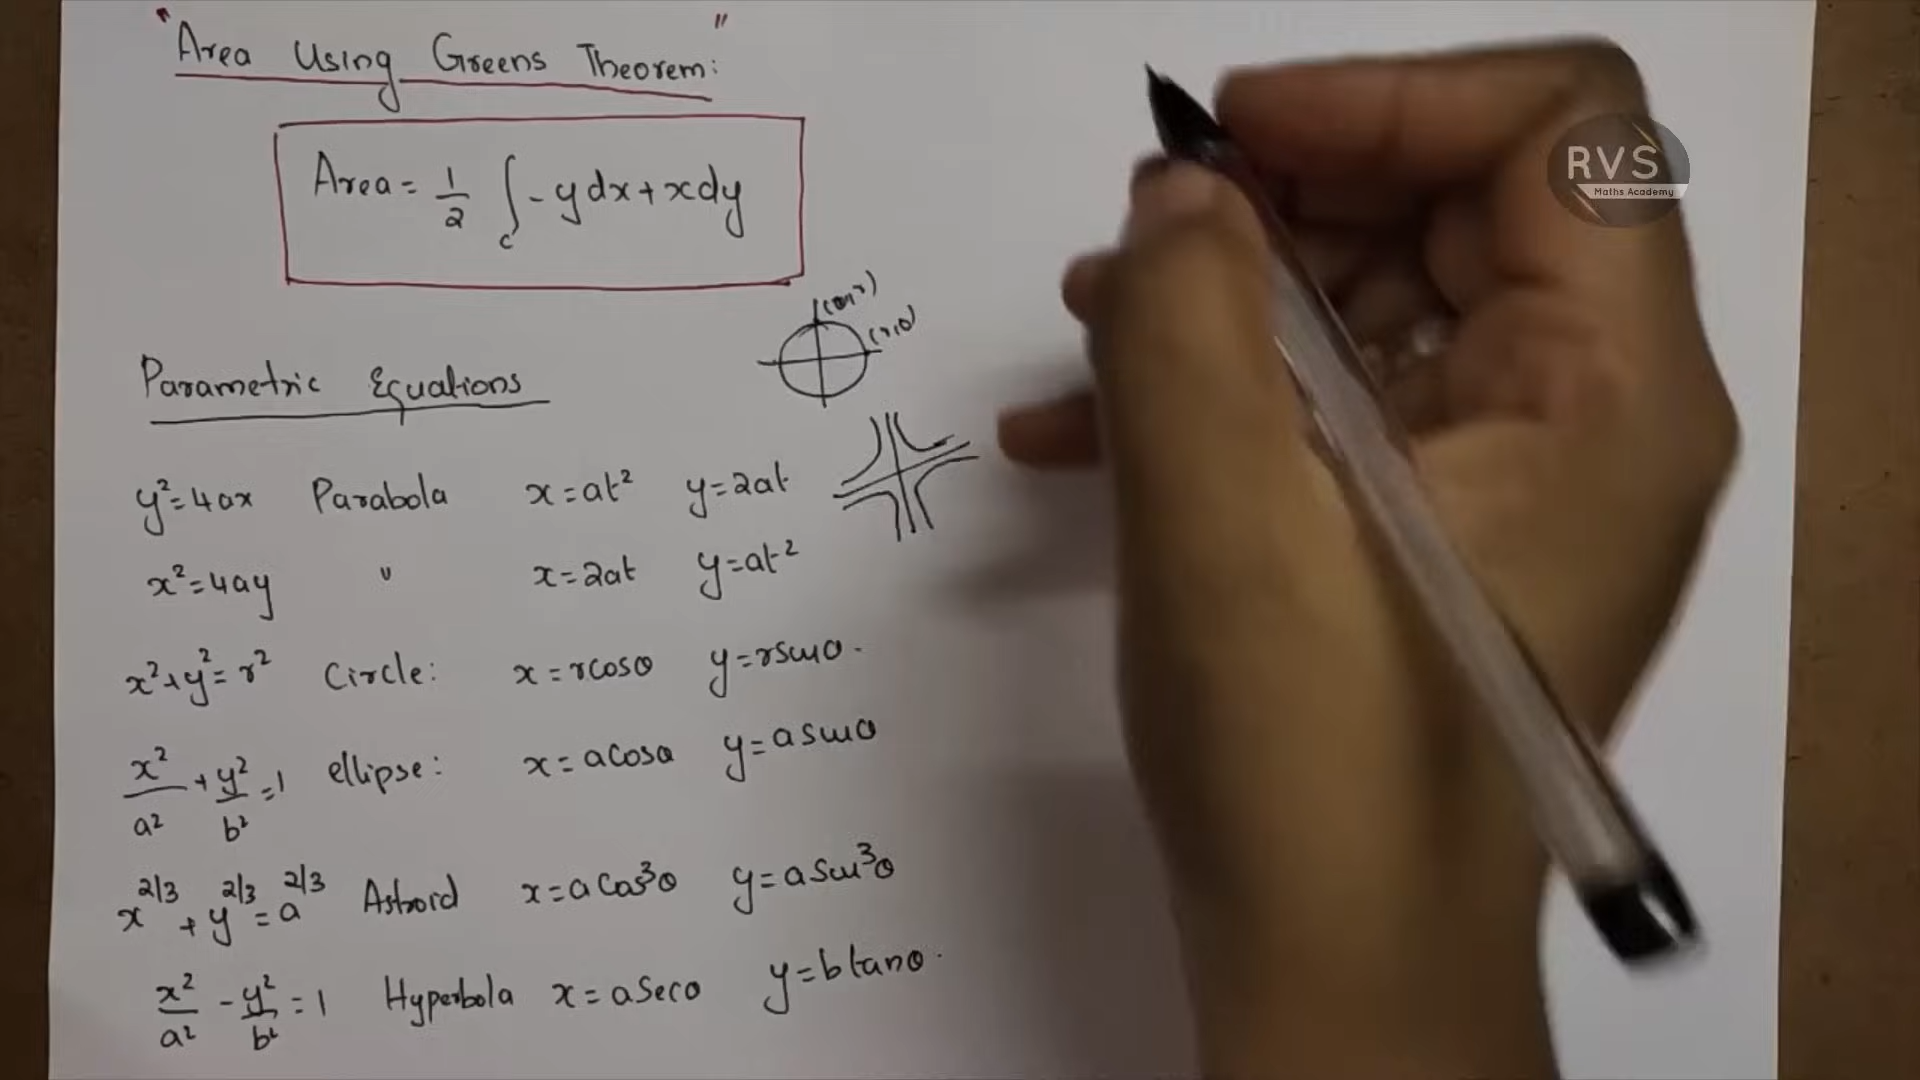 "Area Using Greens Theorem:"
Area = 1/2 ∫c -ydx+xdy
(r,0)
Parametric Equations
y²=4ax Parabola x=at² y=2at
x²=4ay " x=2at y=at²
x²+y²=r² Circle: x=rcosθ y=rsinθ.
x²/a² + y²/b² =1 ellipse: x=acosθ y=asinθ
x^2/3 + y^2/3 = a^2/3 Astroid x=aCos³θ y=aSin³θ
x²/a² - y²/b² =1 Hyperbola x=aSecθ y=btanθ.
RVS
Maths Academy